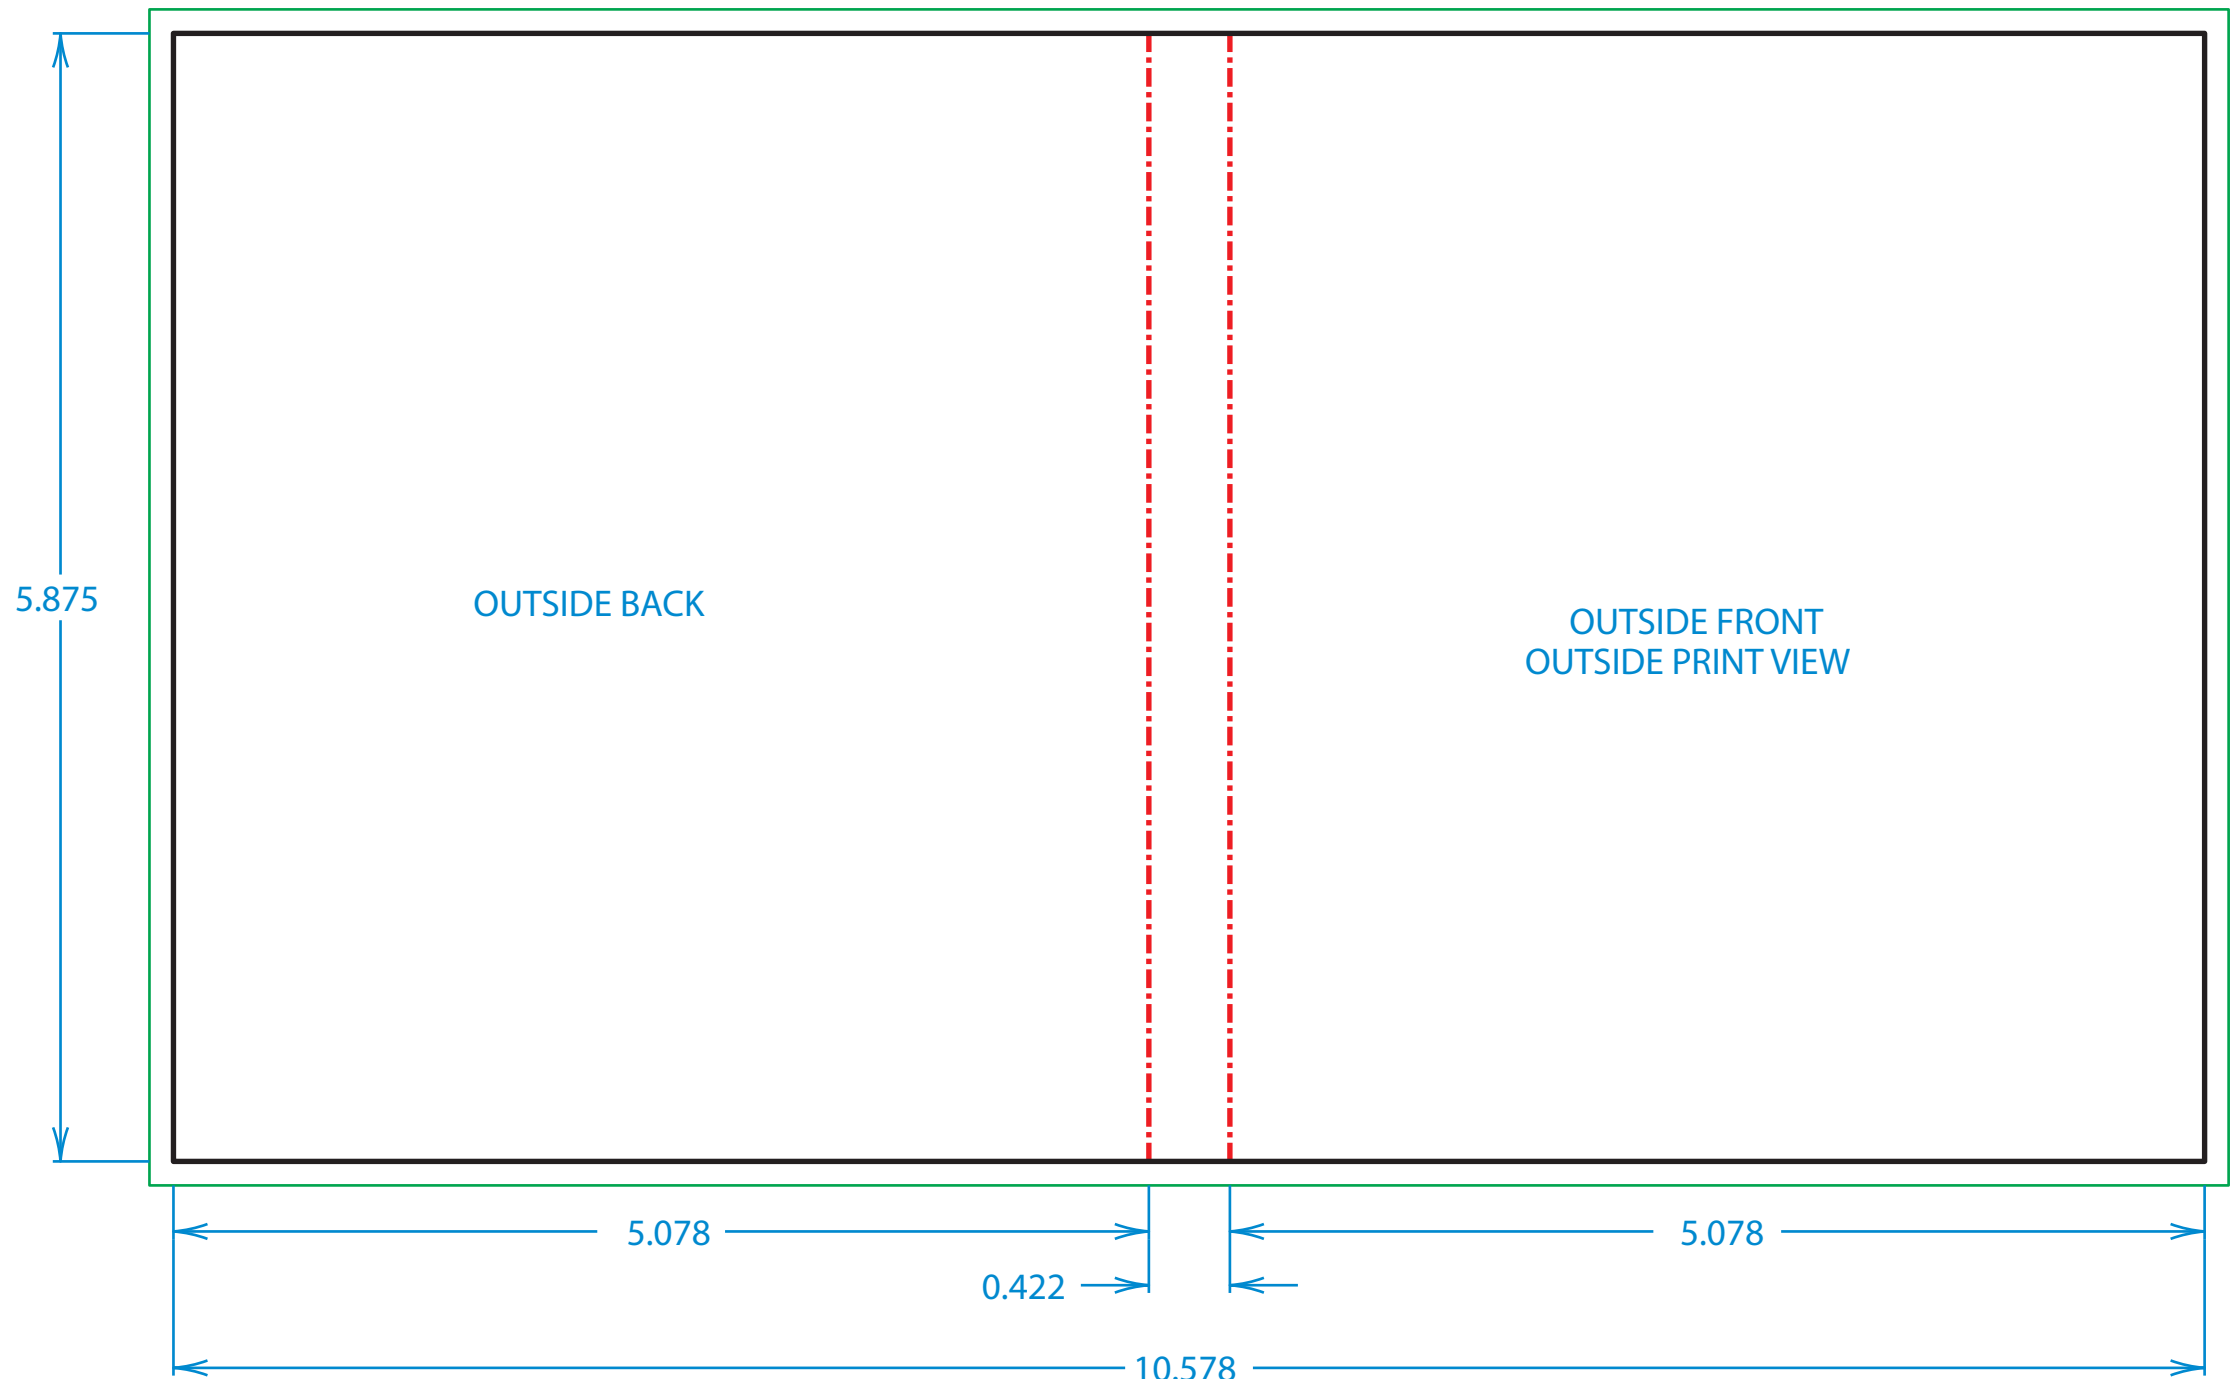 5.875
OUTSIDE BACK
OUTSIDE FRONT
OUTSIDE PRINT VIEW
5.078
5.078
0.422
10.578